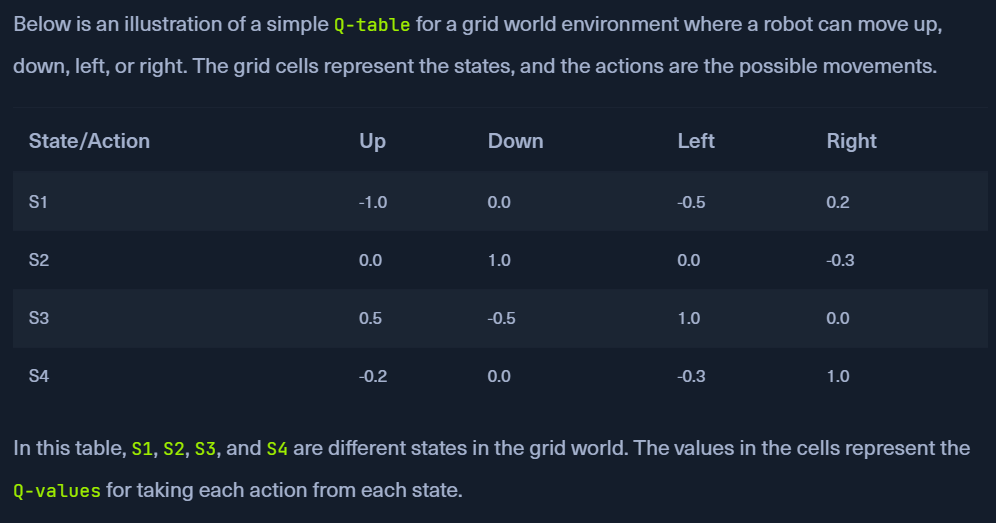 Below is an illustration of a simple Q-table for a grid world environment where a robot can move up,
down, left, or right. The grid cells represent the states, and the actions are the possible movements.
State/Action Up Down Left Right
S1 -1.0 0.0 -0.5 0.2
S2 0.0 1.0 0.0 -0.3
S3 0.5 -0.5 1.0 0.0
S4 -0.2 0.0 -0.3 1.0
In this table, S1, S2, S3, and S4 are different states in the grid world. The values in the cells represent the
Q-values for taking each action from each state.